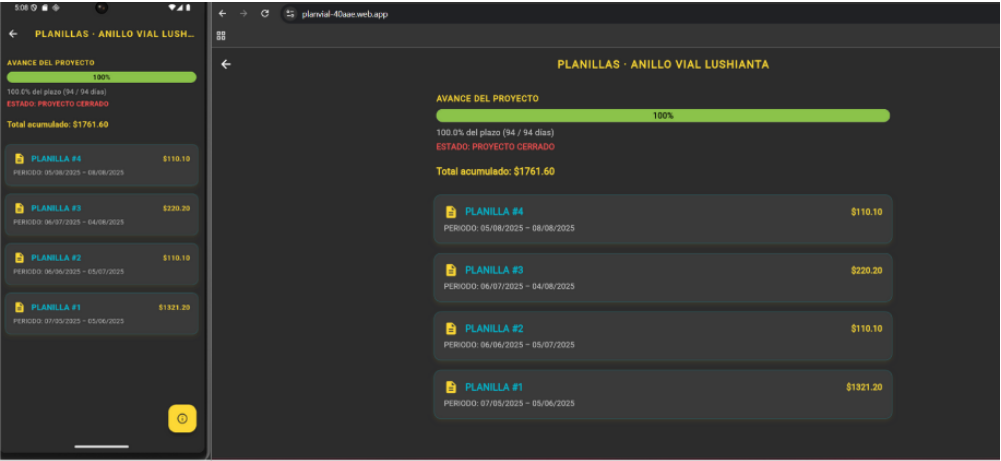 5:08
PLANILLAS · ANILLO VIAL LUSH...
AVANCE DEL PROYECTO
100%
100.0% del plazo (94 / 94 días)
ESTADO: PROYECTO CERRADO
Total acumulado: $1761.60
PLANILLA #4 $110.10
PERIODO: 05/08/2025 – 08/08/2025
PLANILLA #3 $220.20
PERIODO: 06/07/2025 – 04/08/2025
PLANILLA #2 $110.10
PERIODO: 06/06/2025 – 05/07/2025
PLANILLA #1 $1321.20
PERIODO: 07/05/2025 – 05/06/2025
planvial-40aae.web.app
PLANILLAS · ANILLO VIAL LUSHIANTA
AVANCE DEL PROYECTO
100%
100.0% del plazo (94 / 94 días)
ESTADO: PROYECTO CERRADO
Total acumulado: $1761.60
PLANILLA #4 $110.10
PERIODO: 05/08/2025 – 08/08/2025
PLANILLA #3 $220.20
PERIODO: 06/07/2025 – 04/08/2025
PLANILLA #2 $110.10
PERIODO: 06/06/2025 – 05/07/2025
PLANILLA #1 $1321.20
PERIODO: 07/05/2025 – 05/06/2025